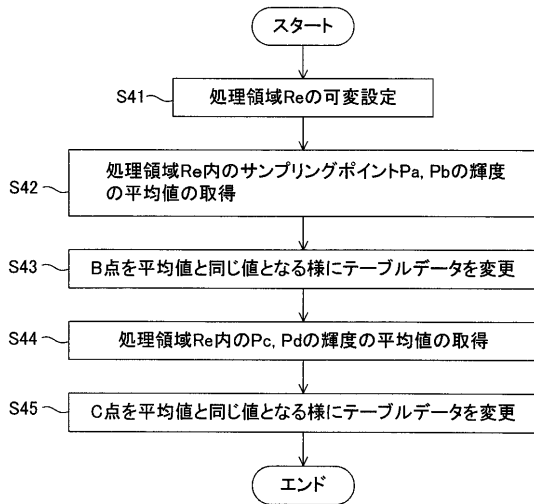 スタート
S41
処理領域Reの可変設定
S42
処理領域Re内のサンプリングポイントPa, Pbの輝度
の平均値の取得
S43
B点を平均値と同じ値となる様にテーブルデータを変更
S44
処理領域Re内のPc, Pdの輝度の平均値の取得
S45
C点を平均値と同じ値となる様にテーブルデータを変更
エンド